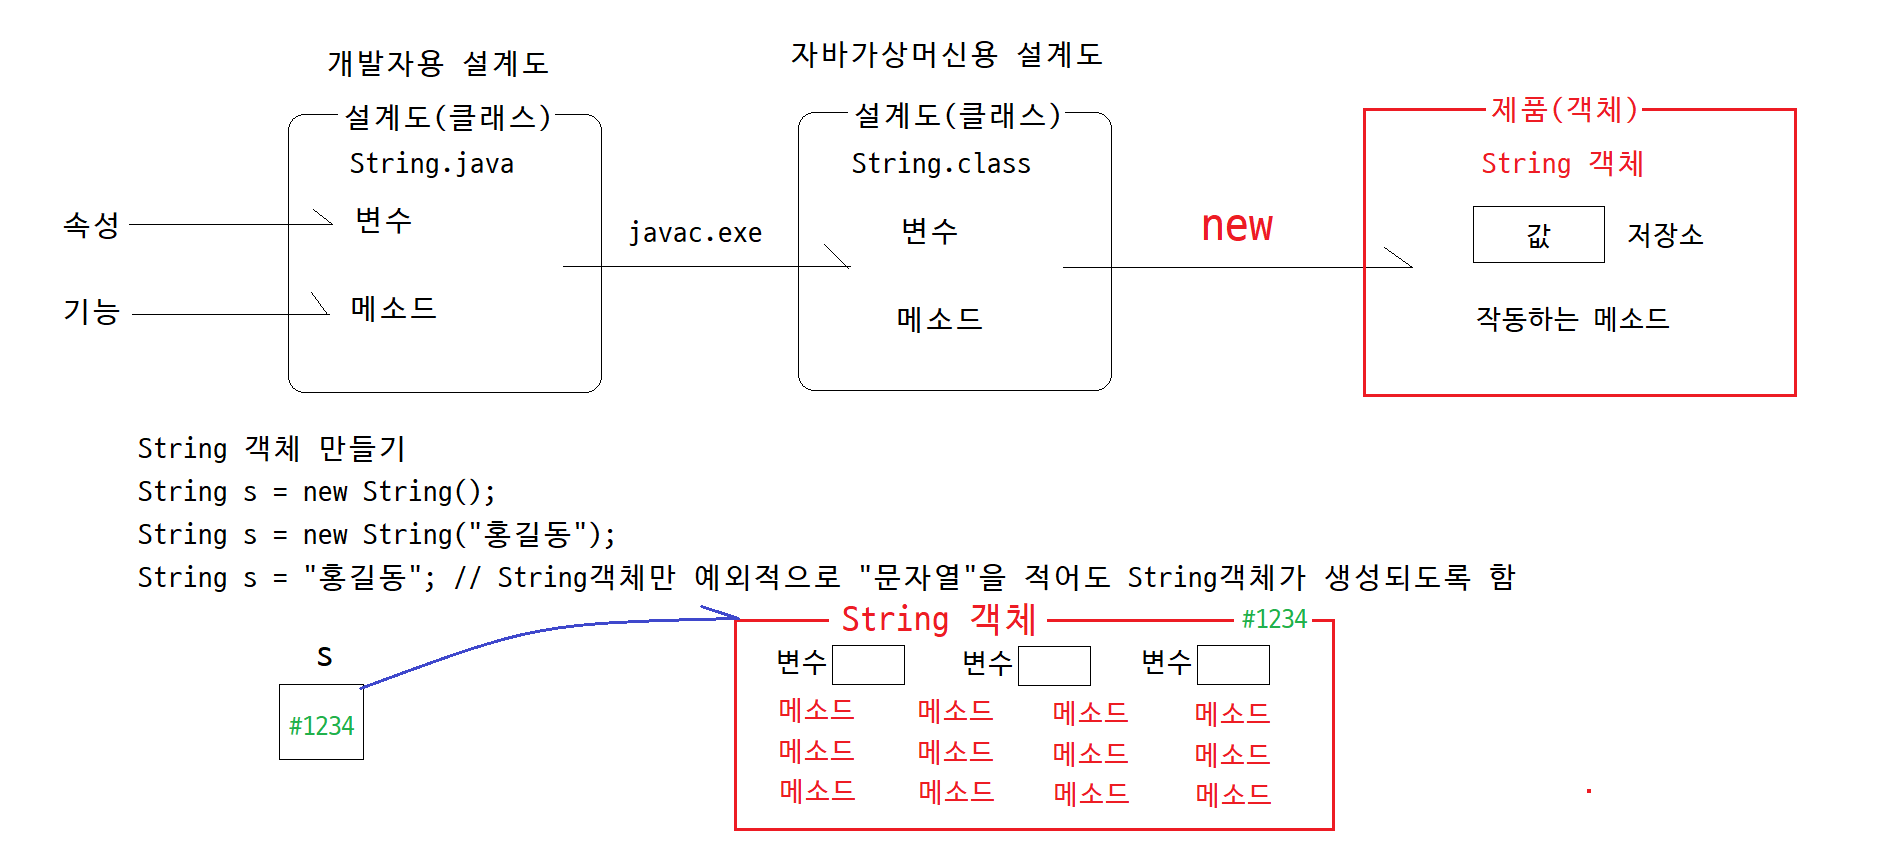 개발자용 설계도
자바가상머신용 설계도
설계도(클래스)
String.java
속성
변수
기능
메소드
javac.exe
설계도(클래스)
String.class
변수
메소드
new
제품(객체)
String 객체
값
저장소
작동하는 메소드
String 객체 만들기
String s = new String();
String s = new String("홍길동");
String s = "홍길동"; // String객체만 예외적으로 "문자열"을 적어도 String객체가 생성되도록 함
s
#1234
String 객체
#1234
변수 변수 변수
메소드 메소드 메소드 메소드
메소드 메소드 메소드 메소드
메소드 메소드 메소드 메소드